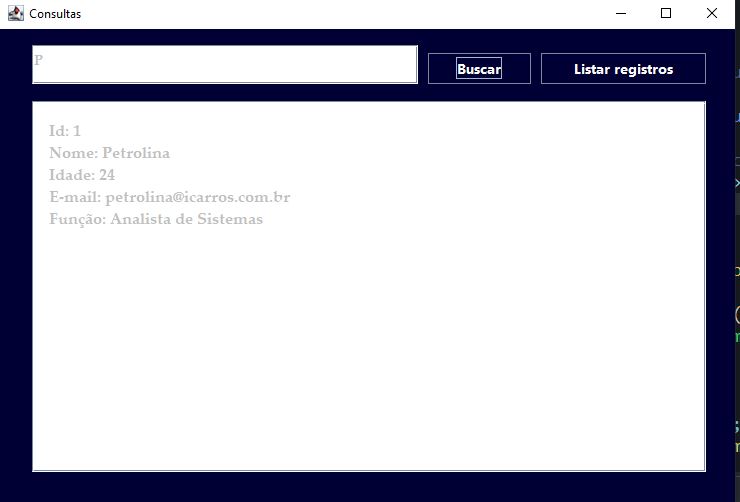 Consultas
P
Buscar
Listar registros
Id: 1
Nome: Petrolina
Idade: 24
E-mail: petrolina@icarros.com.br
Função: Analista de Sistemas